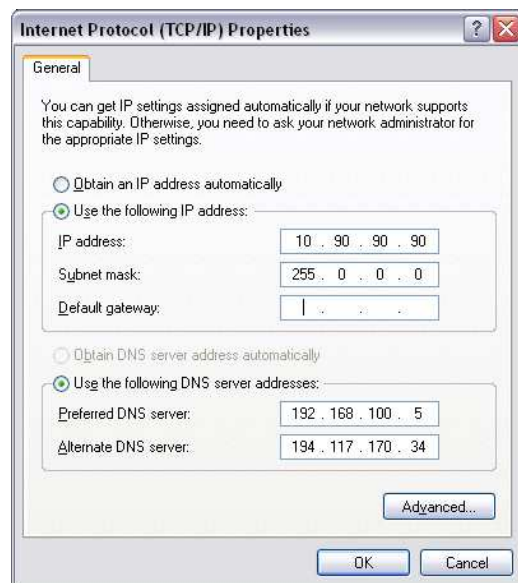 Internet Protocol (TCP/IP) Properties
General
You can get IP settings assigned automatically if your network supports
this capability. Otherwise, you need to ask your network administrator for
the appropriate IP settings.
Obtain an IP address automatically
Use the following IP address:
IP address: 10 . 90 . 90 . 90
Subnet mask: 255 . 0 . 0 . 0
Default gateway: . . .
Obtain DNS server address automatically
Use the following DNS server addresses:
Preferred DNS server: 192 . 168 . 100 . 5
Alternate DNS server: 194 . 117 . 170 . 34
Advanced...
OK Cancel